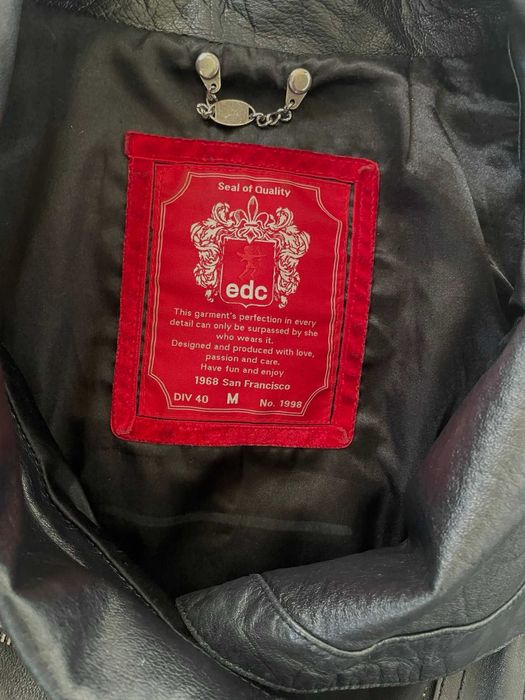 Seal of Quality
edc
This garment's perfection in every
detail can only be surpassed by she
who wears it.
Designed and produced with love,
passion and care.
Have fun and enjoy
1968 San Francisco
DIV 40 M No. 1998